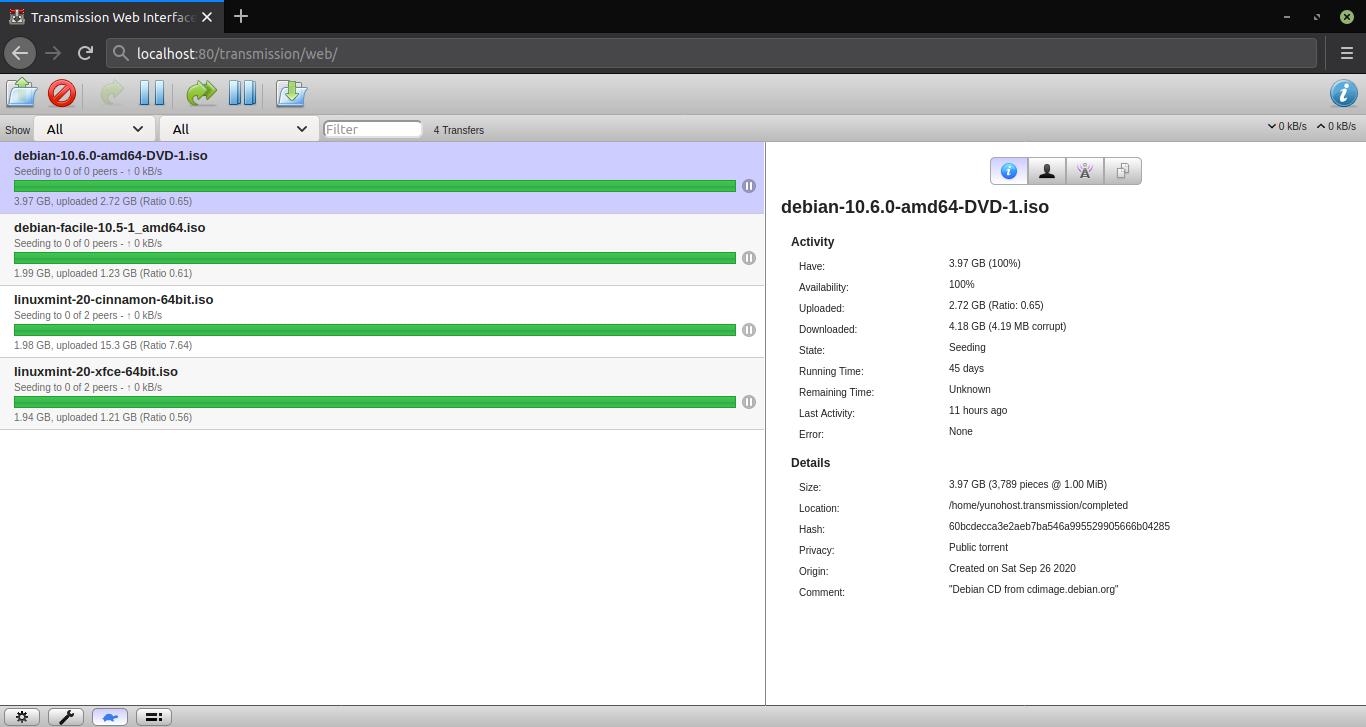 Transmission Web Interface
localhost:80/transmission/web/
Show All All Filter 4 Transfers 0 kB/s 0 kB/s
debian-10.6.0-amd64-DVD-1.iso
Seeding to 0 of 0 peers - ↑ 0 kB/s
3.97 GB, uploaded 2.72 GB (Ratio 0.65)
debian-facile-10.5-1_amd64.iso
Seeding to 0 of 0 peers - ↑ 0 kB/s
1.99 GB, uploaded 1.23 GB (Ratio 0.61)
linuxmint-20-cinnamon-64bit.iso
Seeding to 0 of 2 peers - ↑ 0 kB/s
1.98 GB, uploaded 15.3 GB (Ratio 7.64)
linuxmint-20-xfce-64bit.iso
Seeding to 0 of 2 peers - ↑ 0 kB/s
1.94 GB, uploaded 1.21 GB (Ratio 0.56)
debian-10.6.0-amd64-DVD-1.iso
Activity
Have: 3.97 GB (100%)
Availability: 100%
Uploaded: 2.72 GB (Ratio: 0.65)
Downloaded: 4.18 GB (4.19 MB corrupt)
State: Seeding
Running Time: 45 days
Remaining Time: Unknown
Last Activity: 11 hours ago
Error: None
Details
Size: 3.97 GB (3,789 pieces @ 1.00 MiB)
Location: /home/yunohost.transmission/completed
Hash: 60bcdecca3e2aeb7ba546a995529905666b04285
Privacy: Public torrent
Origin: Created on Sat Sep 26 2020
Comment: "Debian CD from cdimage.debian.org"